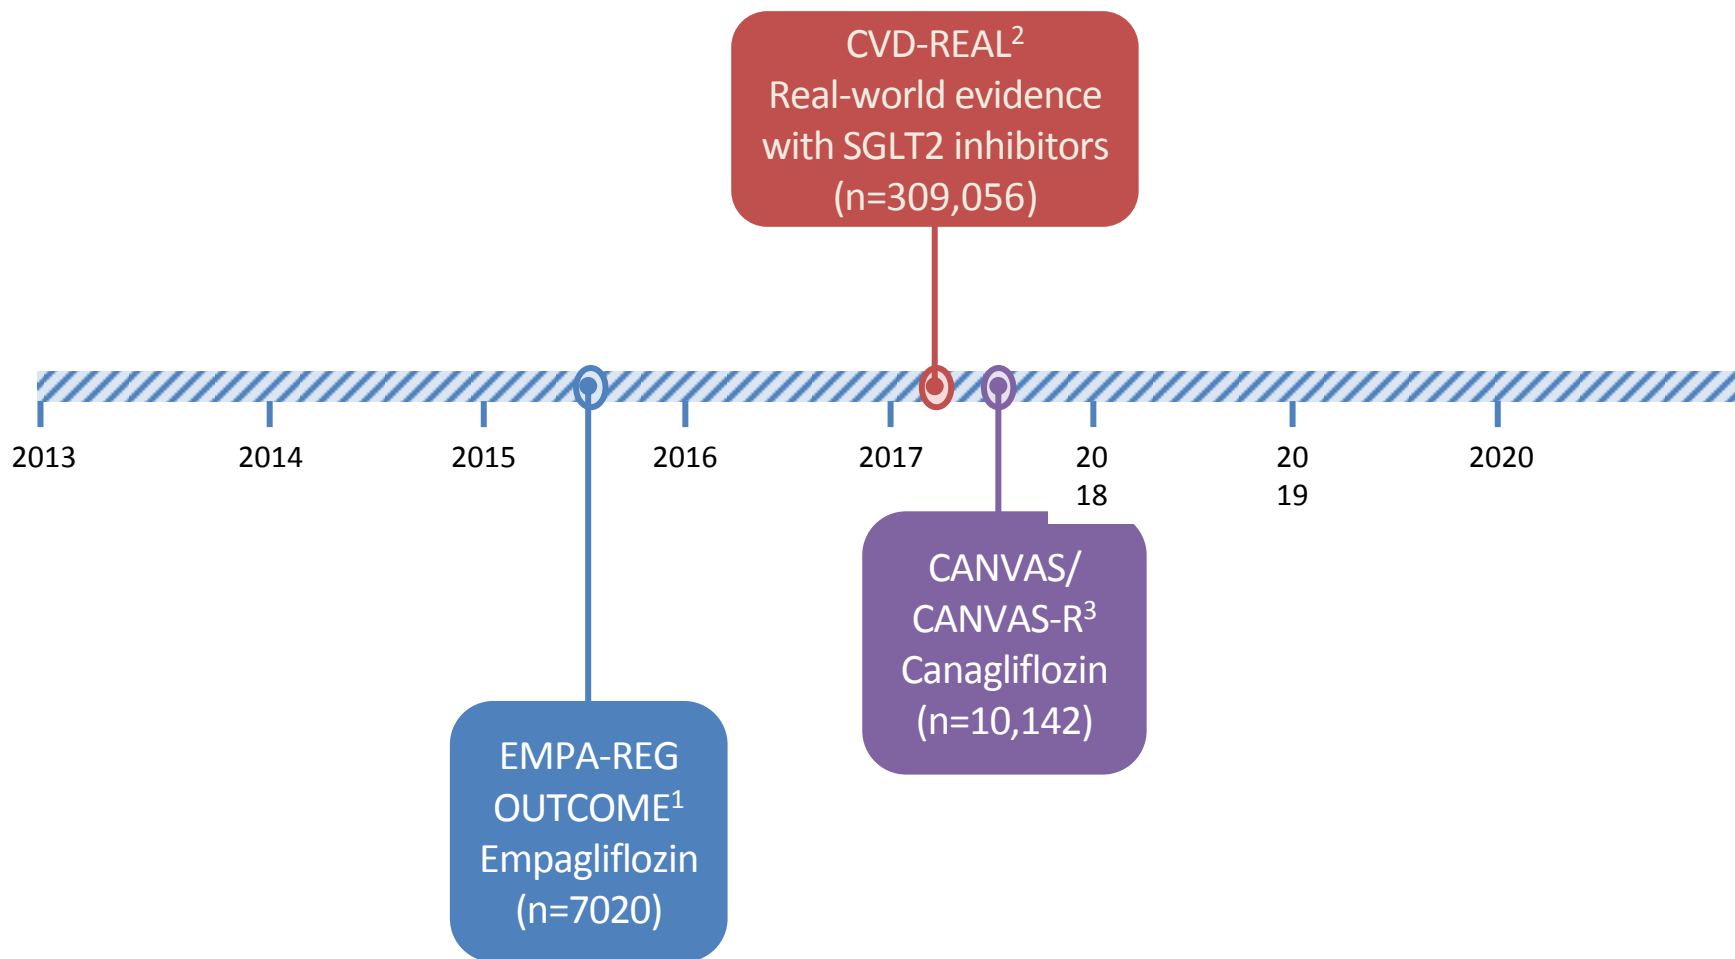 CVD-REAL²
Real-world evidence
with SGLT2 inhibitors
(n=309,056)
2013
2014
2015
2016
2017
20
18
20
19
2020
CANVAS/
CANVAS-R³
Canagliflozin
(n=10,142)
EMPA-REG
OUTCOME¹
Empagliflozin
(n=7020)